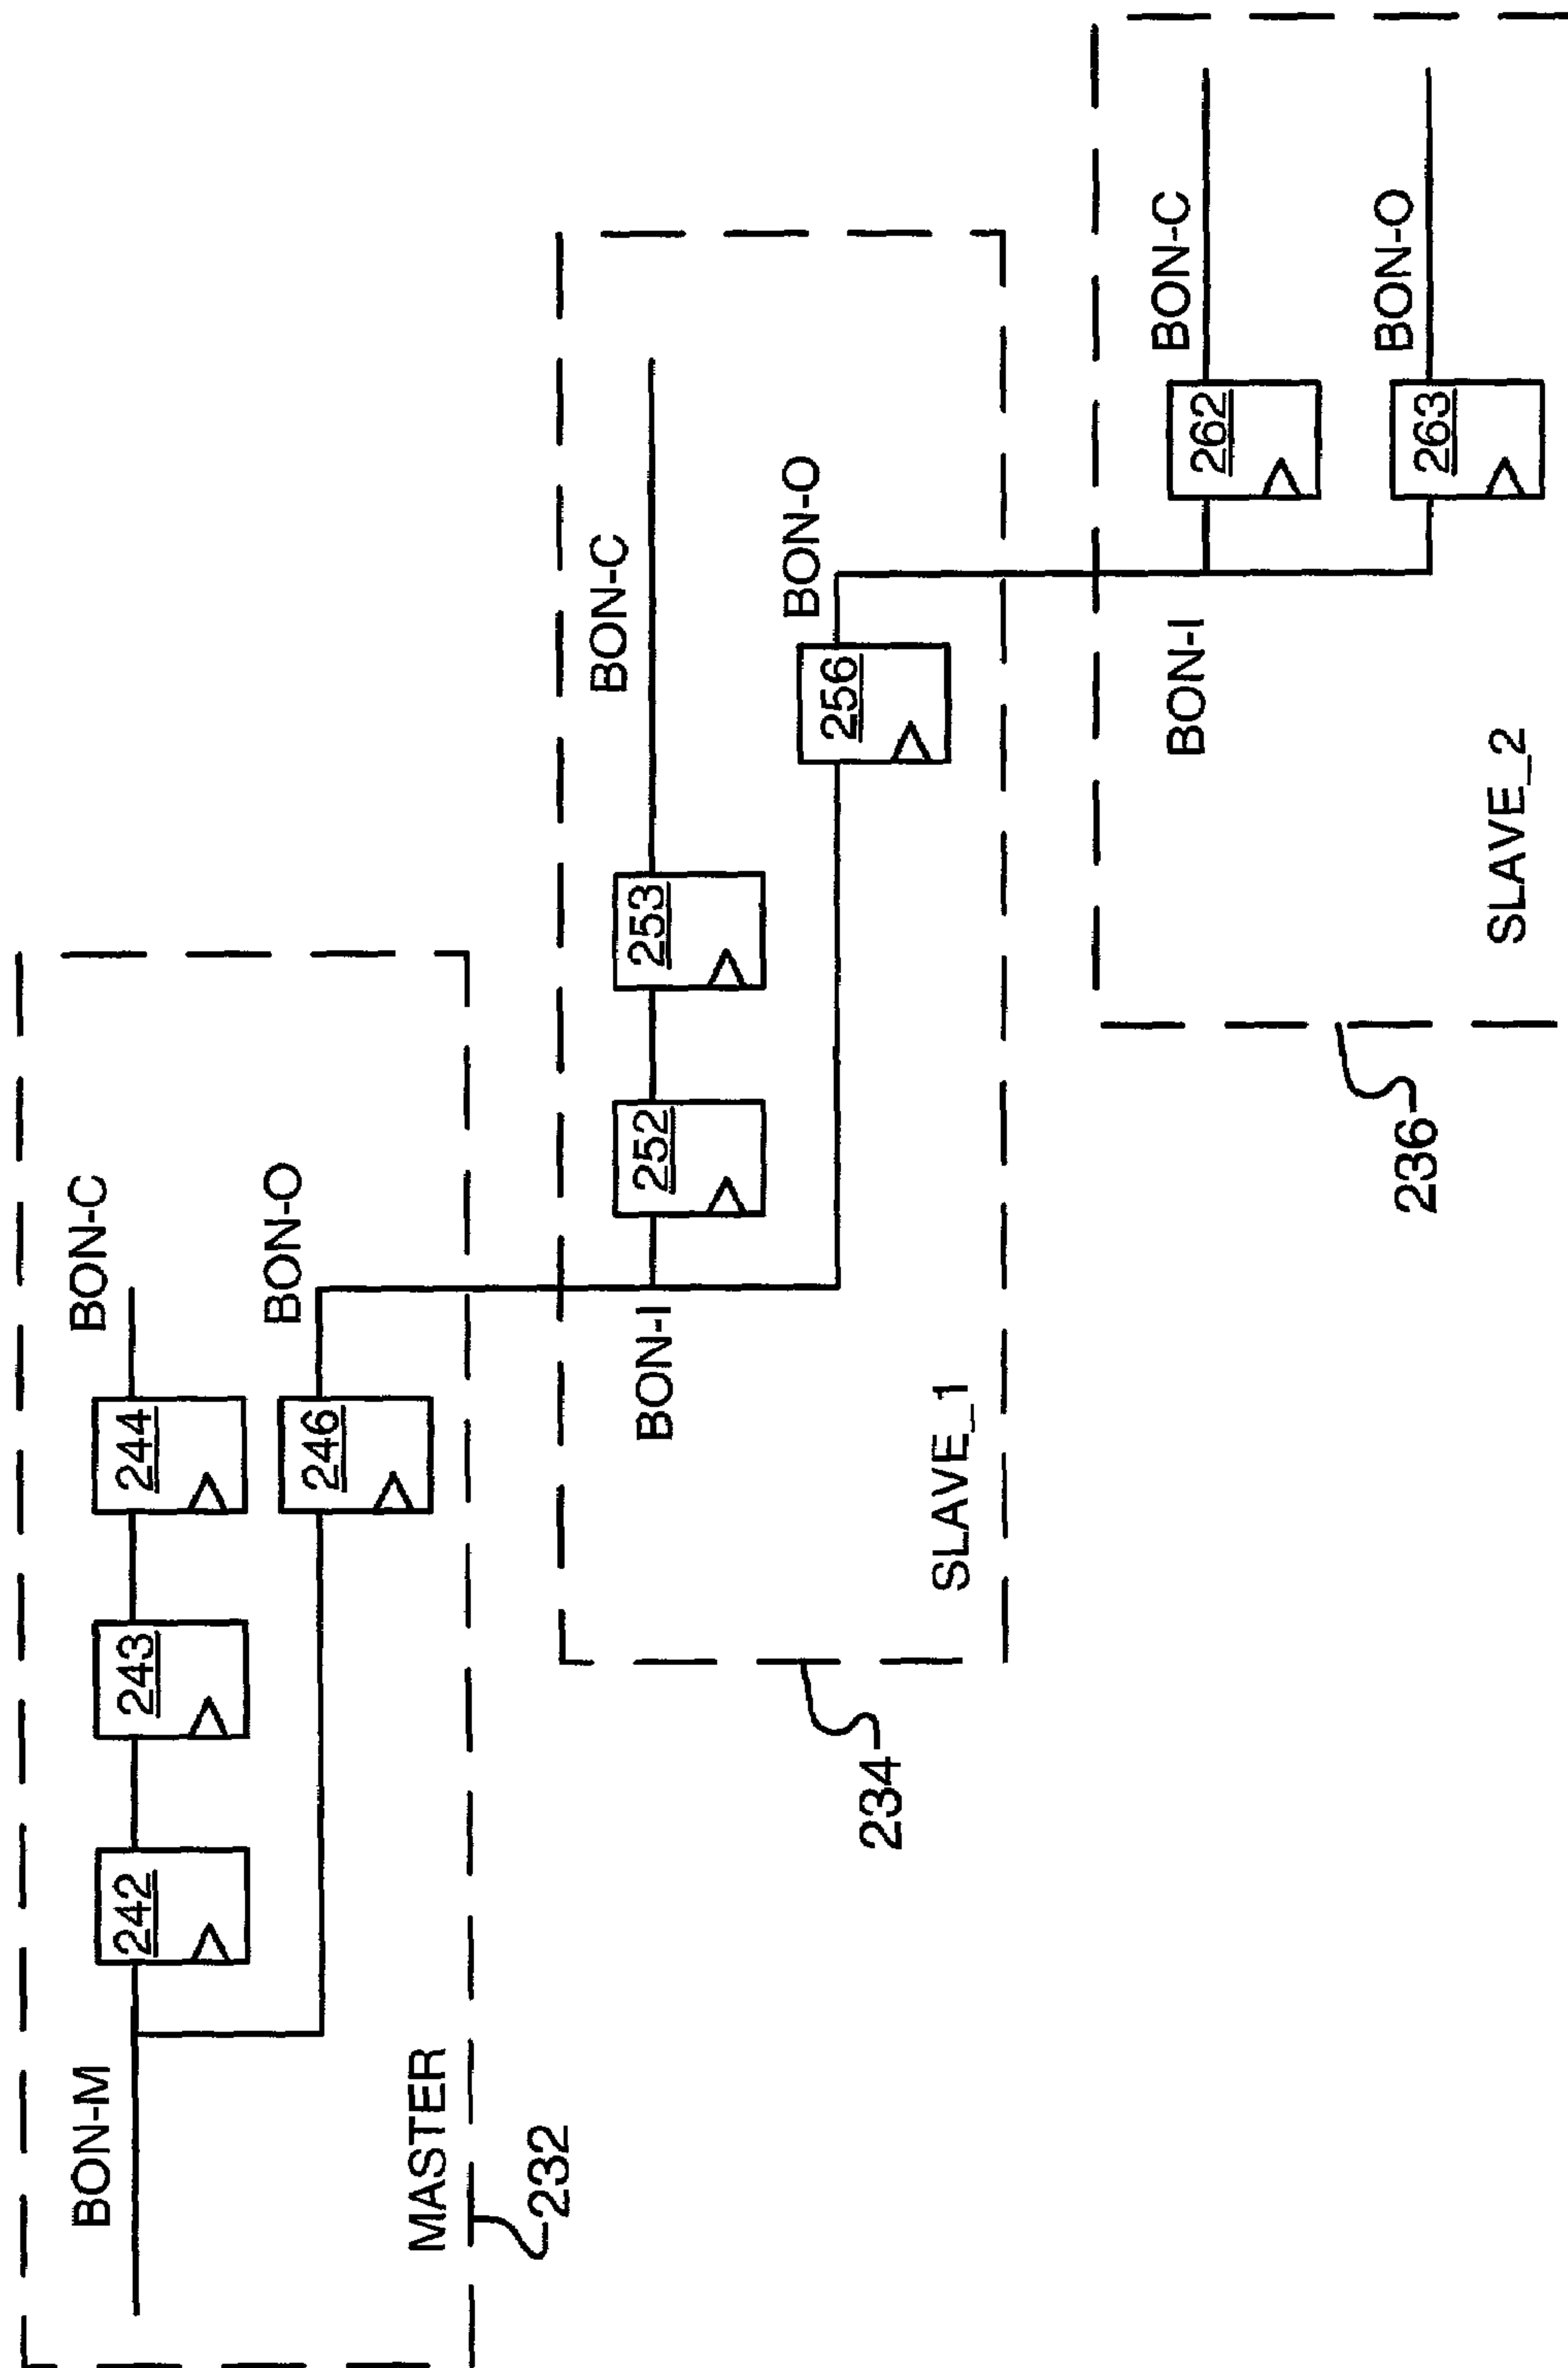 BON-M
242
243
244
BON-C
246
BON-O
MASTER
232
BON-I
252
253
BON-C
256
BON-O
SLAVE_1
234
BON-I
262
BON-C
263
BON-O
SLAVE_2
236